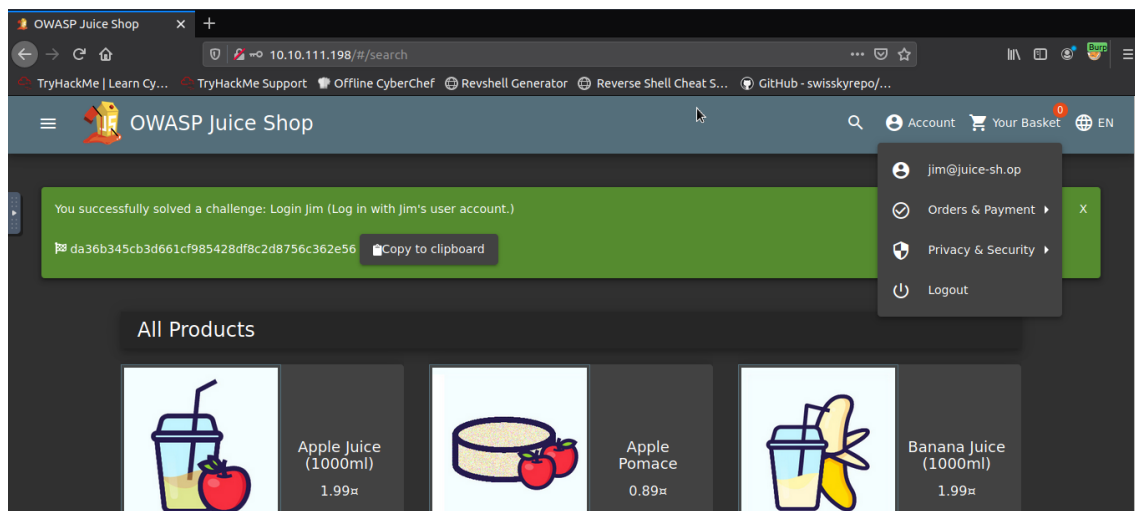 OWASP Juice Shop
10.10.111.198/#/search
Burp
TryHackMe | Learn Cy... TryHackMe Support Offline CyberChef Revshell Generator Reverse Shell Cheat S... GitHub - swisskyrepo/...
OWASP Juice Shop
Account
0
Your Basket
EN
jim@juice-sh.op
Orders & Payment
Privacy & Security
Logout
You successfully solved a challenge: Login Jim (Log in with Jim's user account.)
X
da36b345cb3d661cf985428df8c2d8756c362e56
Copy to clipboard
All Products
Apple Juice
(1000ml)
1.99¤
Apple
Pomace
0.89¤
Banana Juice
(1000ml)
1.99¤